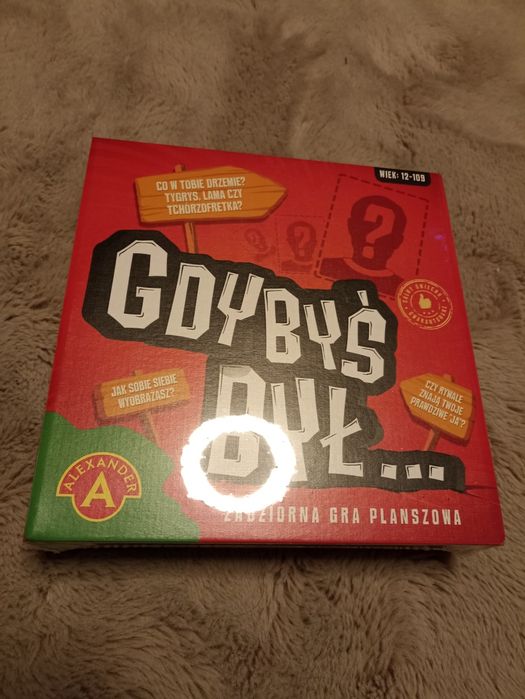 WIEK: 12-109
CO W TOBIE DRZEMIE?
TYGRYS, LAMA CZY
TCHÓRZOFRETKA?
?
?
GDYBYŚ
BYŁ...
JAK SOBIE SIEBIE
WYOBRAŻASZ?
CZY RYWALE
ZNAJĄ TWOJE
PRAWDZIWE "JA"?
ALEXANDER
A
ZADZIORNA GRA PLANSZOWA